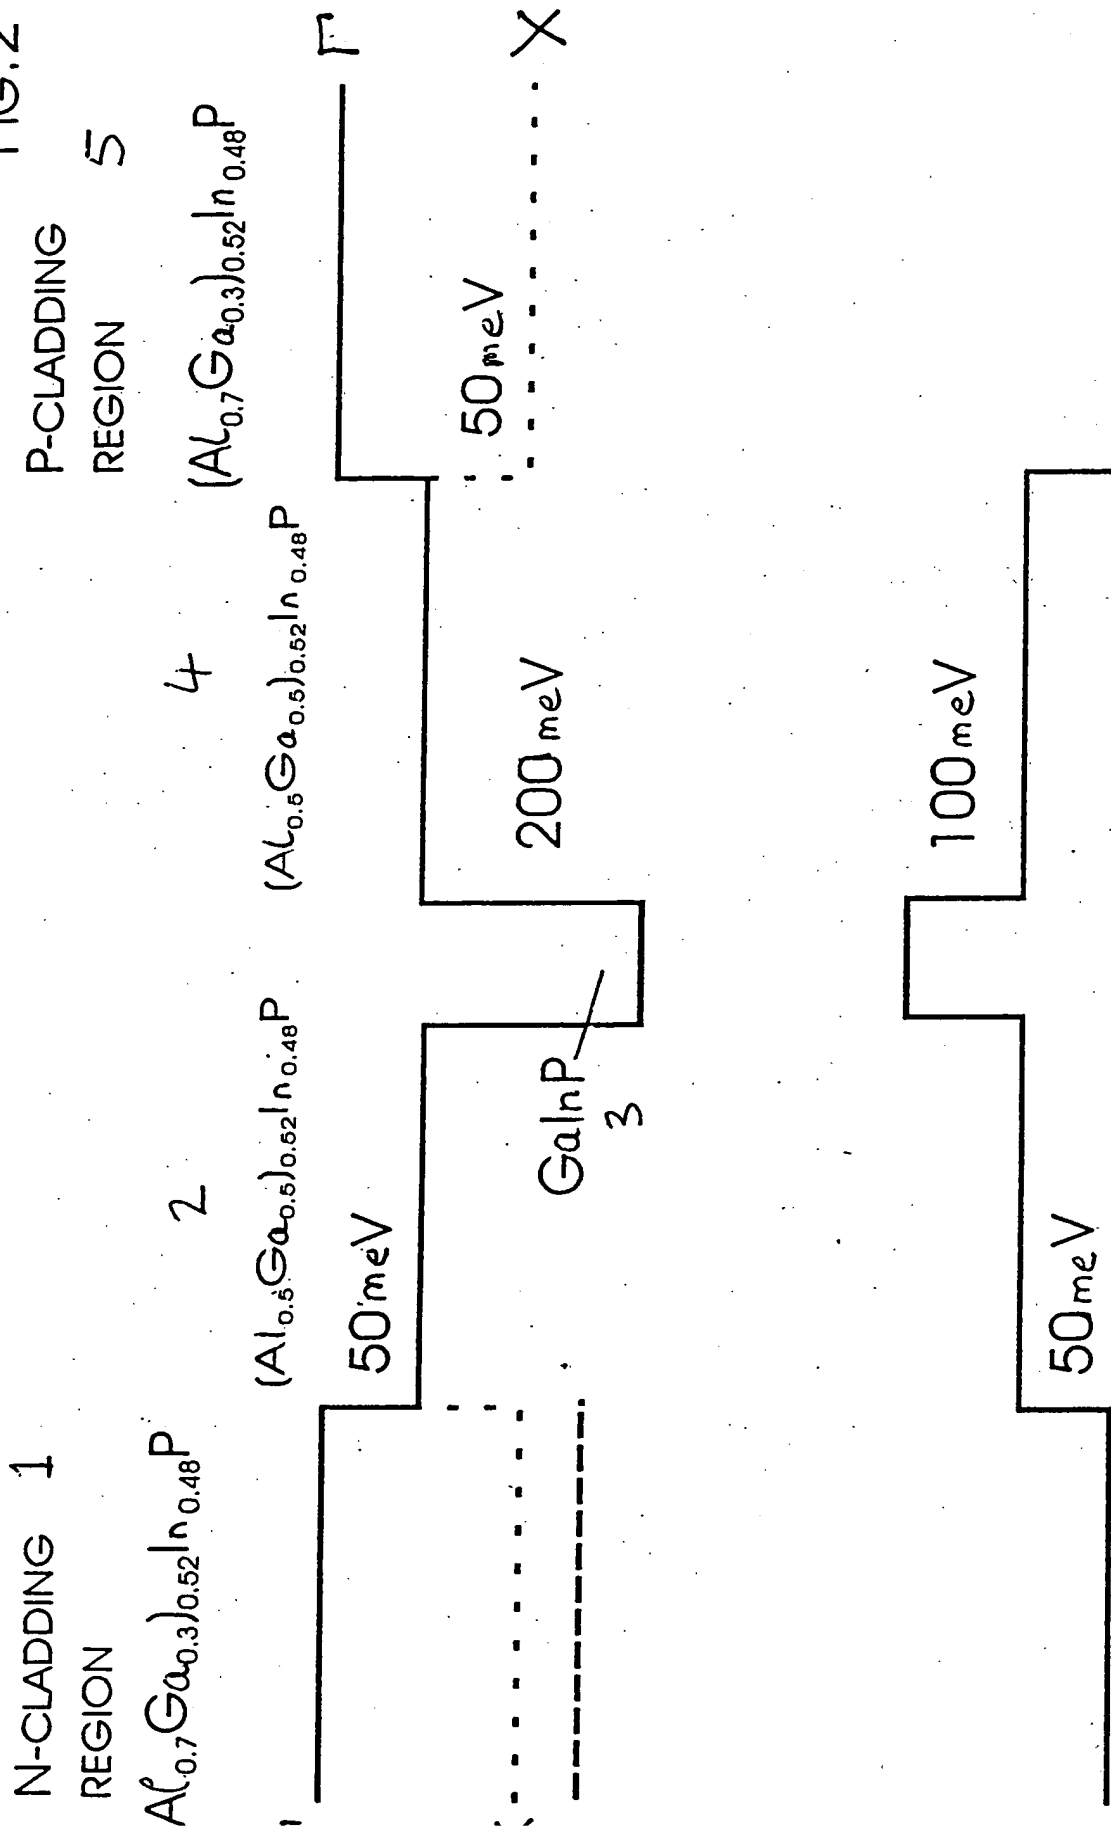 FIG.2
N-CLADDING 1
REGION
Al0.7Ga0.3)0.52In0.48P
2
(Al0.5Ga0.5)0.52In0.48P
4
(Al0.5Ga0.5)0.52In0.48P
P-CLADDING
REGION 5
(Al0.7Ga0.3)0.52In0.48P
Γ
X
50meV
200meV
50meV
GaInP
3
50meV
100meV